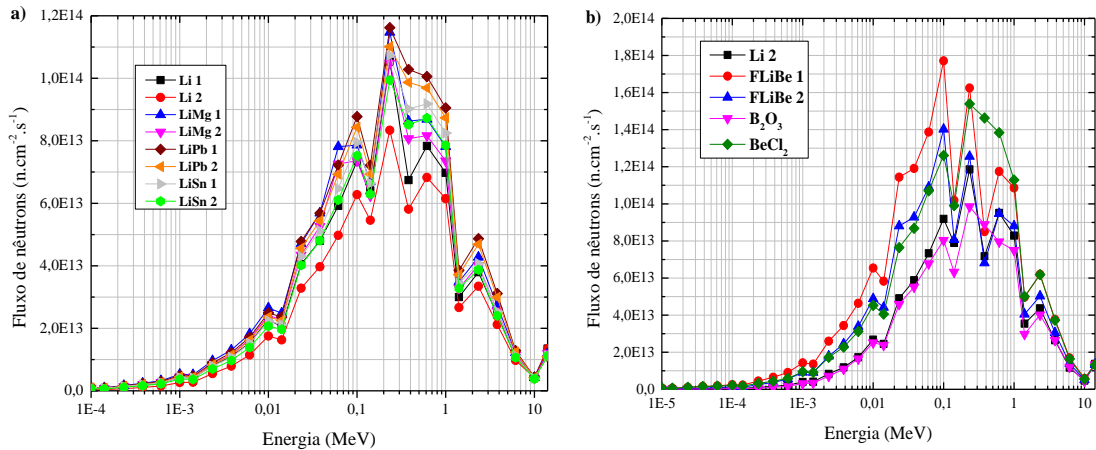 a)
Fluxo de nêutrons (n.cm⁻².s⁻¹)
1,2E14
1,0E14
8,0E13
6,0E13
4,0E13
2,0E13
0,0
Li 1
Li 2
LiMg 1
LiMg 2
LiPb 1
LiPb 2
LiSn 1
LiSn 2
1E-4 1E-3 0,01 0,1 1 10
Energia (MeV)
b)
Fluxo de nêutrons (n.cm⁻².s⁻¹)
2,0E14
1,8E14
1,6E14
1,4E14
1,2E14
1,0E14
8,0E13
6,0E13
4,0E13
2,0E13
0,0
Li 2
FLiBe 1
FLiBe 2
B₂O₃
BeCl₂
1E-5 1E-4 1E-3 0,01 0,1 1 10
Energia (MeV)